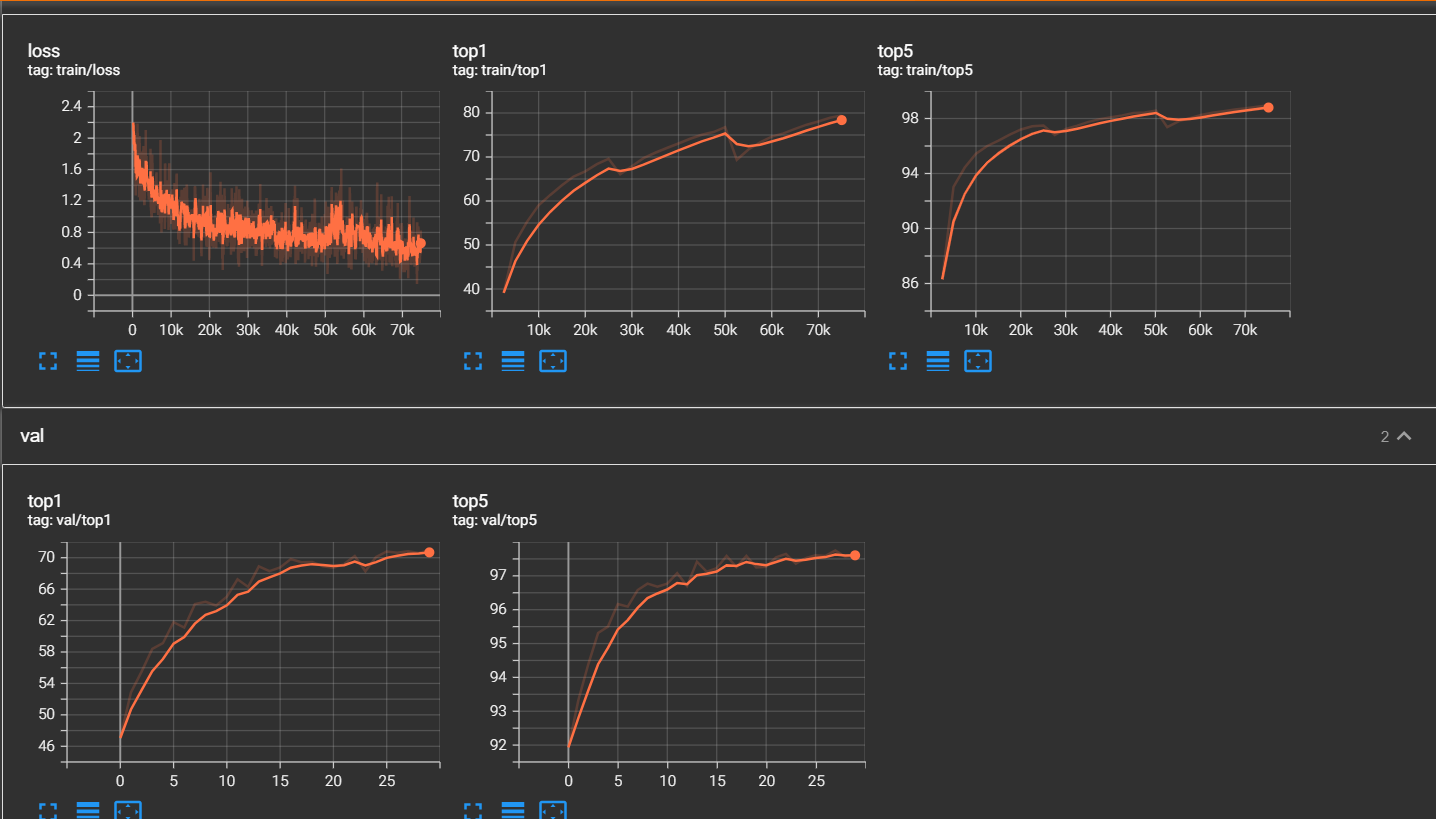 loss
tag: train/loss
2.4
2
1.6
1.2
0.8
0.4
0
0 10k 20k 30k 40k 50k 60k 70k
top1
tag: train/top1
80
70
60
50
40
10k 20k 30k 40k 50k 60k 70k
top5
tag: train/top5
98
94
90
86
10k 20k 30k 40k 50k 60k 70k
val
2
top1
tag: val/top1
70
66
62
58
54
50
46
0 5 10 15 20 25
top5
tag: val/top5
97
96
95
94
93
92
0 5 10 15 20 25